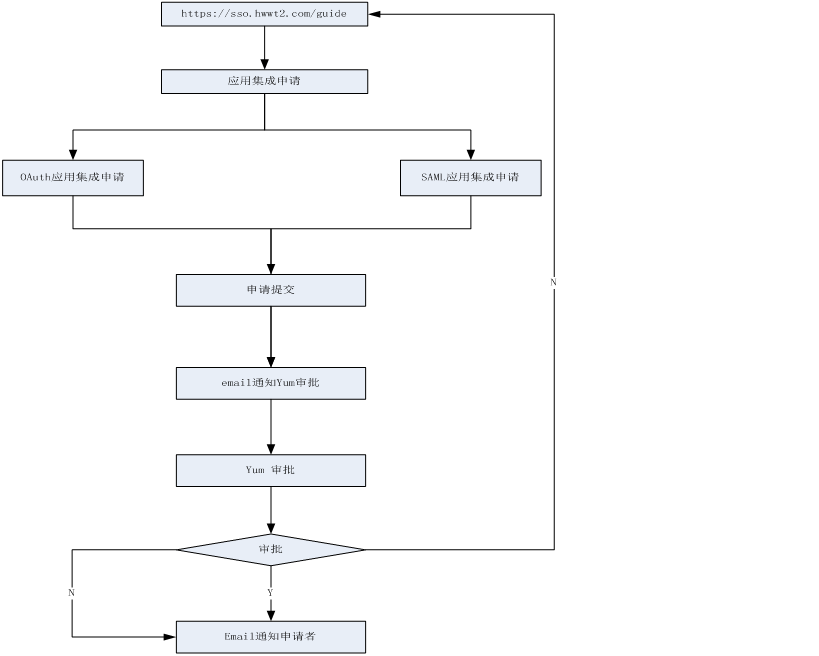 https://sso.hwwt2.com/guide
应用集成申请
OAuth应用集成申请
SAML应用集成申请
申请提交
N
email通知Yum审批
Yum 审批
审批
N
Y
Email通知申请者